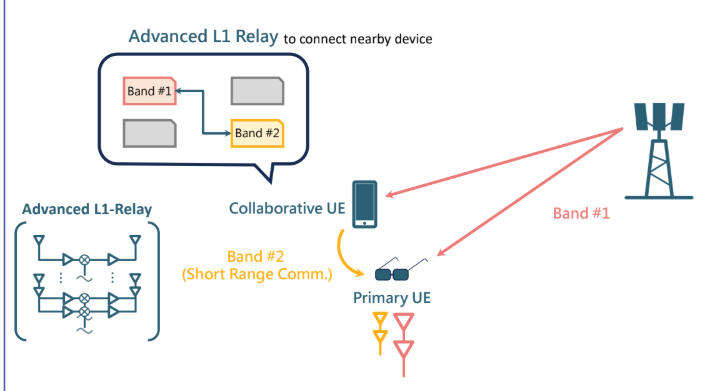 Advanced L1 Relay to connect nearby device
Band #1
Band #2
Advanced L1-Relay
Collaborative UE
Band #1
Band #2
(Short Range Comm.)
Primary UE